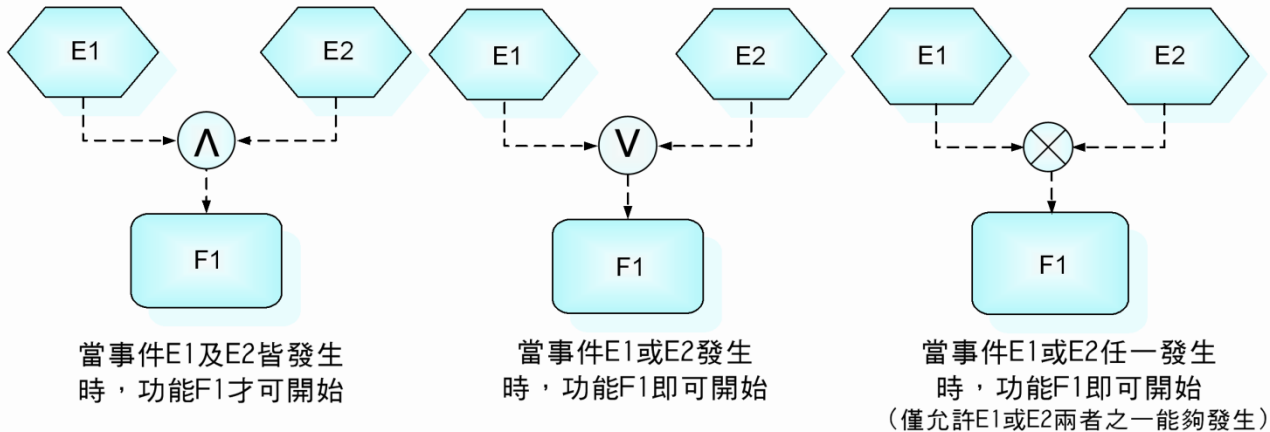 E1
E2
Λ
F1
當事件E1及E2皆發生
時，功能F1才可開始
E1
E2
V
F1
當事件E1或E2發生
時，功能F1即可開始
E1
E2
F1
當事件E1或E2任一發生
時，功能F1即可開始
（僅允許E1或E2兩者之一能夠發生）